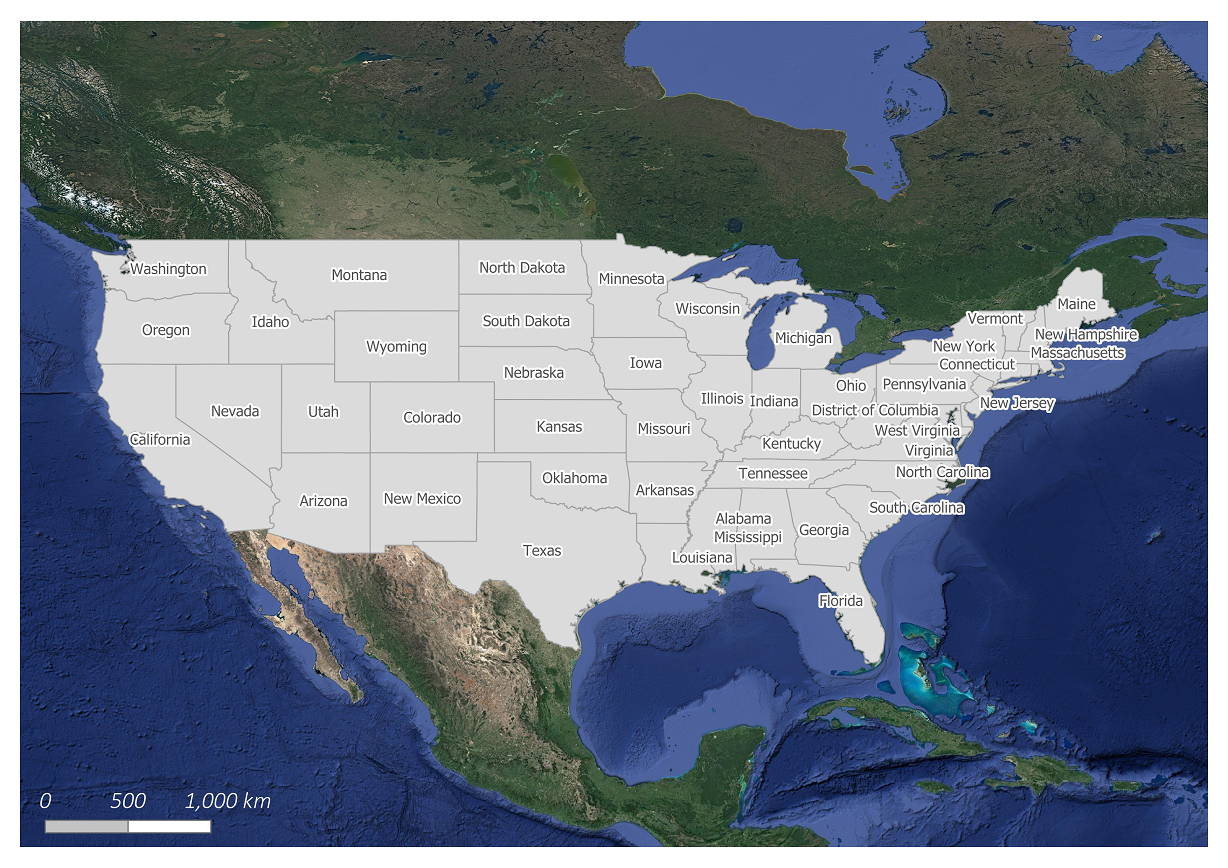 Washington
Montana
North Dakota
Minnesota
Maine
Oregon
Idaho
South Dakota
Wisconsin
Michigan
Vermont
New Hampshire
Wyoming
New York
Massachusetts
Connecticut
Iowa
Nebraska
Ohio
Pennsylvania
Nevada
Utah
Colorado
Illinois
Indiana
New Jersey
District of Columbia
California
Kansas
Missouri
West Virginia
Kentucky
Virginia
Arizona
New Mexico
Oklahoma
Arkansas
Tennessee
North Carolina
South Carolina
Alabama
Mississippi
Georgia
Texas
Louisiana
Florida
0 500 1,000 km